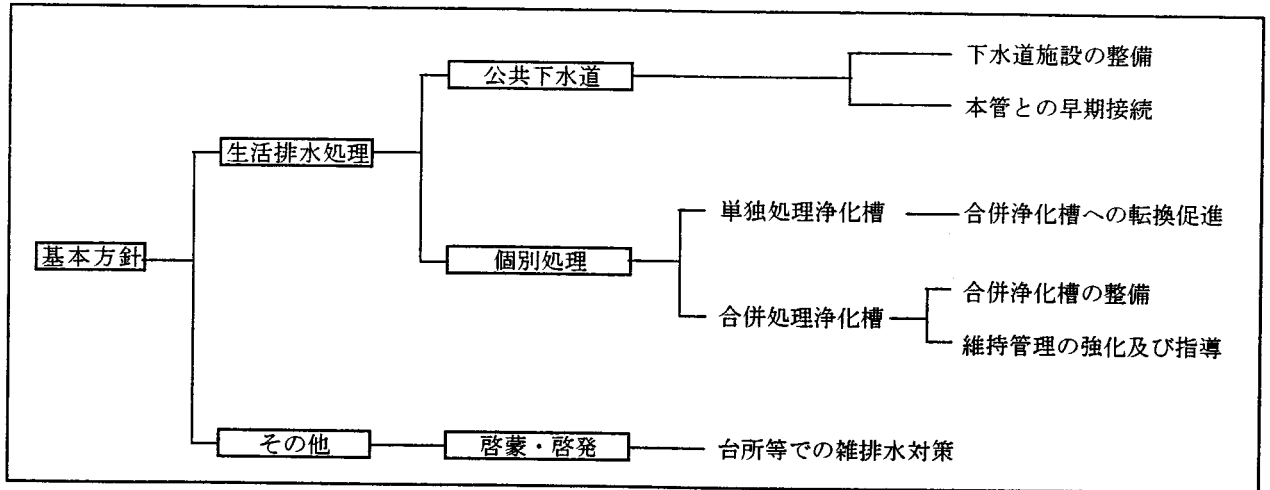 公共下水道
下水道施設の整備
本管との早期接続
生活排水処理
単独処理浄化槽
合併浄化槽への転換促進
基本方針
個別処理
合併浄化槽の整備
合併処理浄化槽
維持管理の強化及び指導
その他
啓蒙・啓発
台所等での雑排水対策